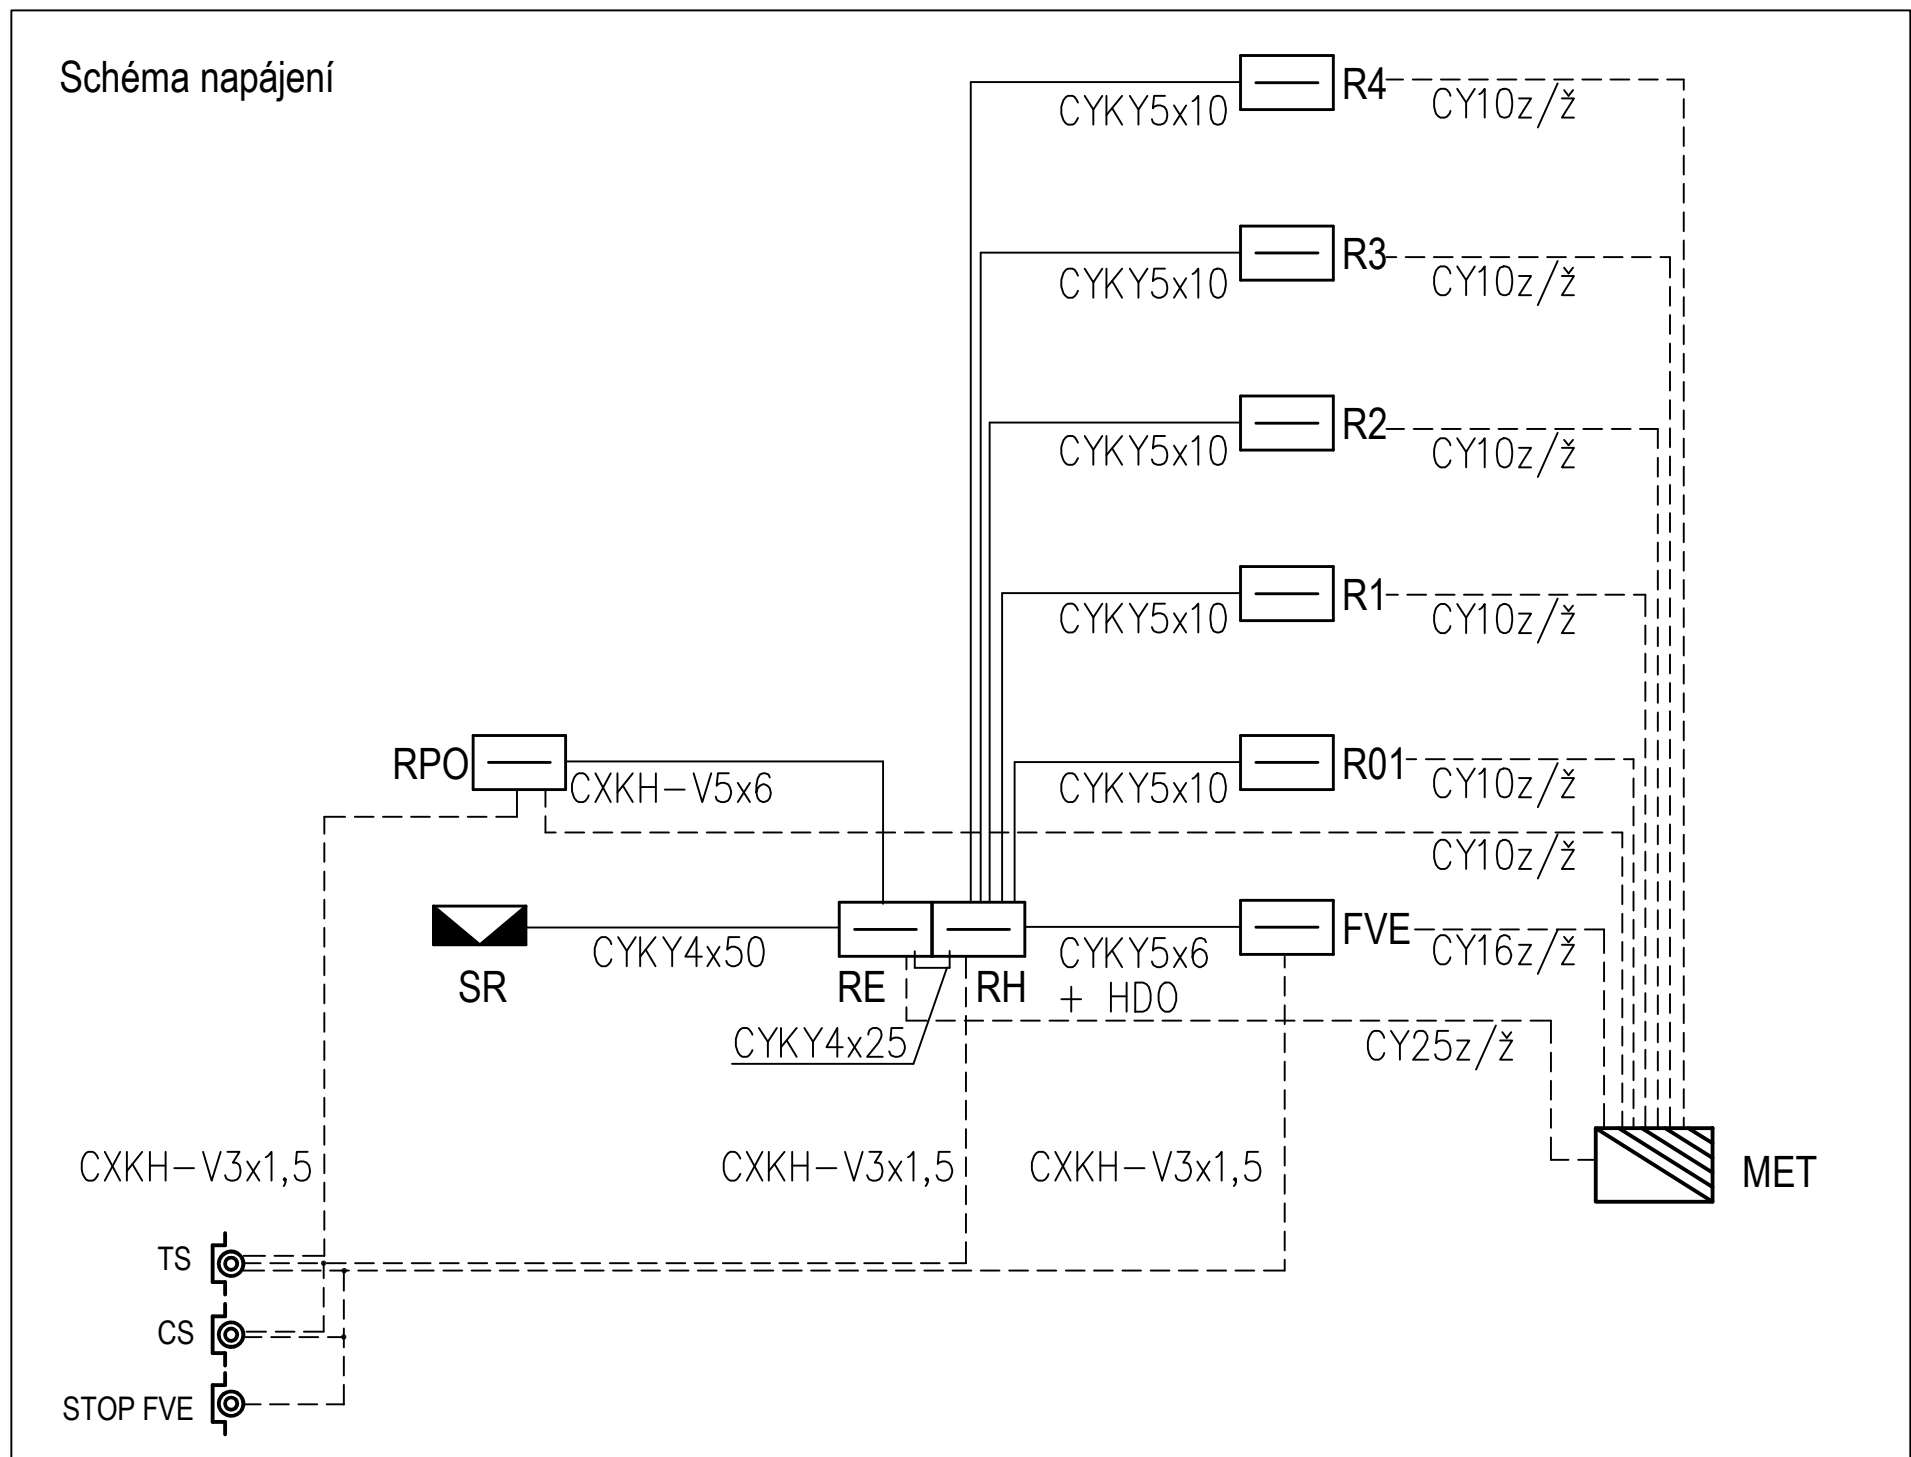 Schéma napájení
R4
CYKY5x10
CY10z/ž
R3
CYKY5x10
CY10z/ž
R2
CYKY5x10
CY10z/ž
R1
CYKY5x10
CY10z/ž
RPO
CXKH-V5x6
R01
CYKY5x10
CY10z/ž
CY10z/ž
SR
CYKY4x50
RE
RH
CYKY5x6
+ HDO
FVE
CY16z/ž
CYKY4x25
CY25z/ž
CXKH-V3x1,5
CXKH-V3x1,5
CXKH-V3x1,5
MET
TS
CS
STOP FVE